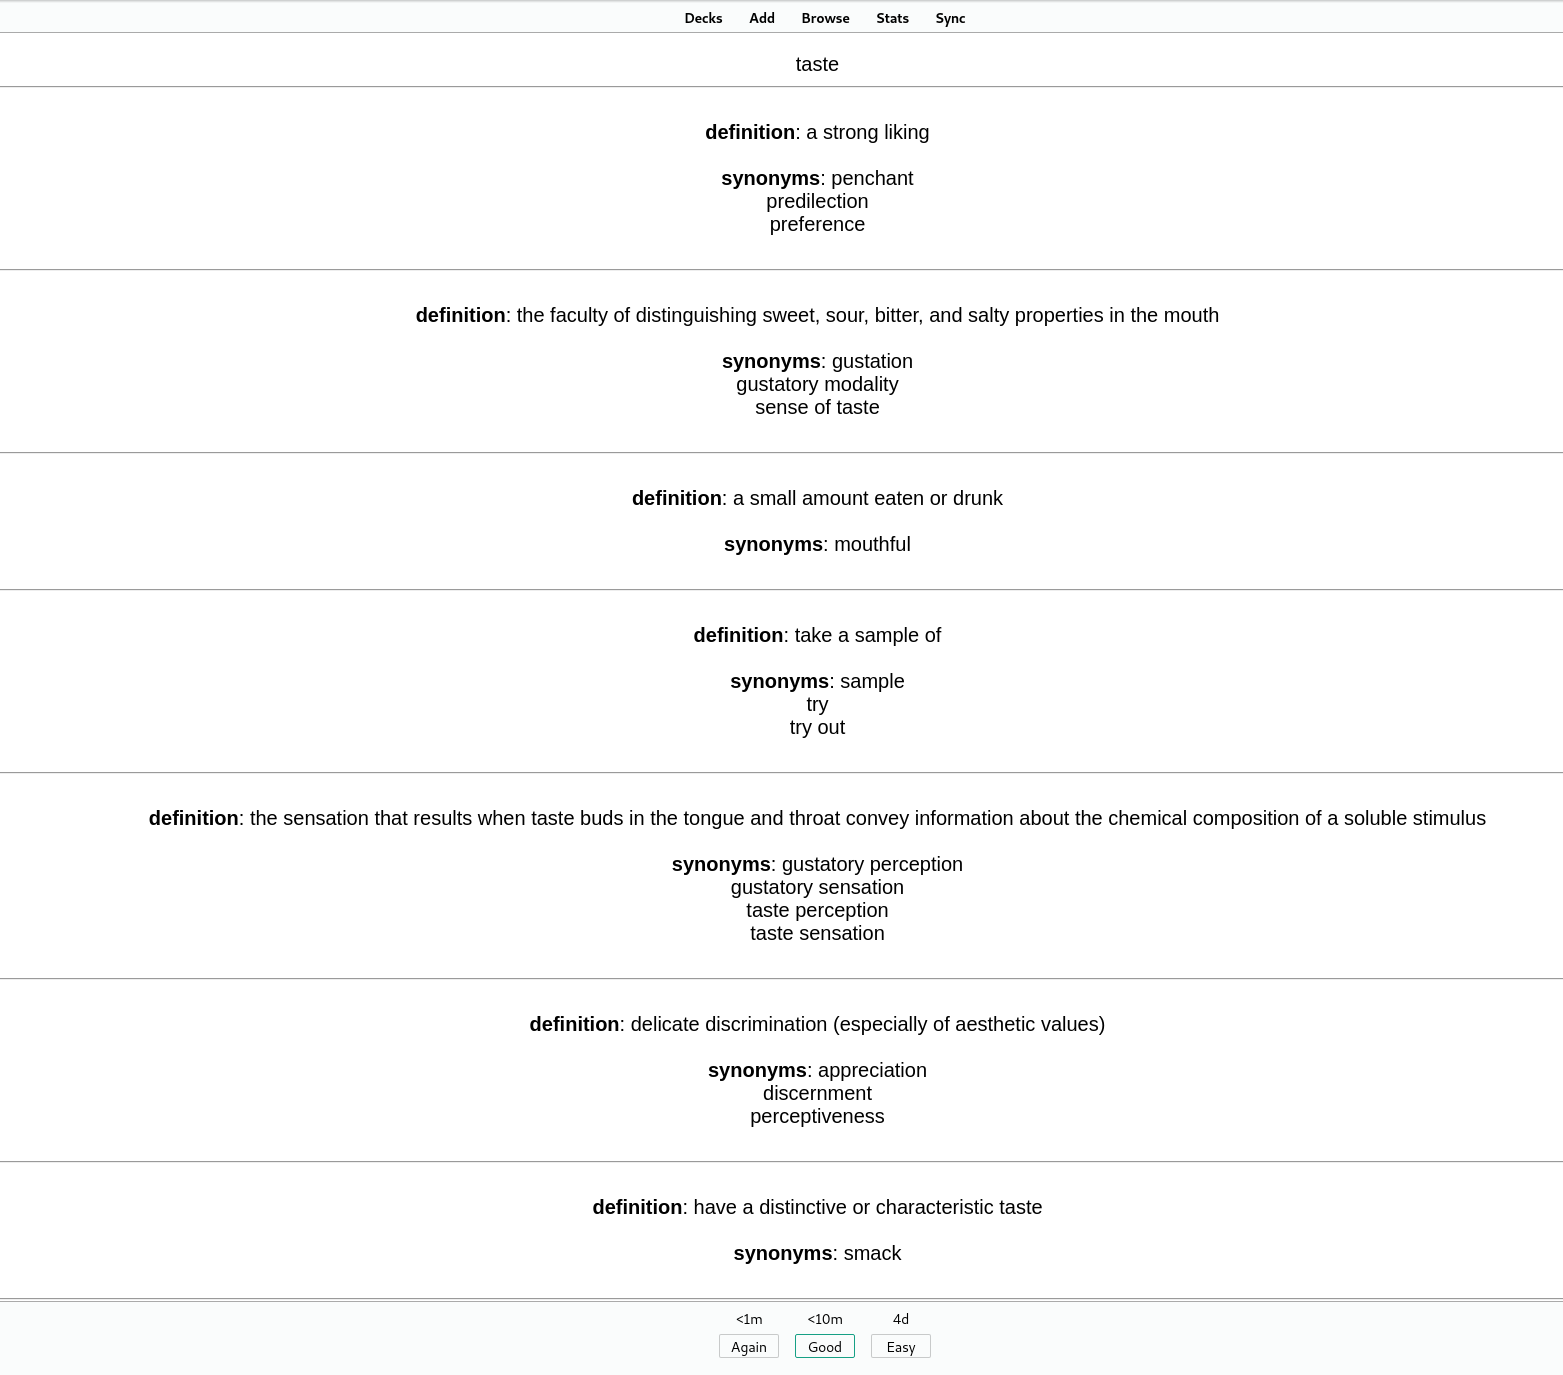 Decks Add Browse Stats Sync
taste
definition: a strong liking
synonyms: penchant
predilection
preference
definition: the faculty of distinguishing sweet, sour, bitter, and salty properties in the mouth
synonyms: gustation
gustatory modality
sense of taste
definition: a small amount eaten or drunk
synonyms: mouthful
definition: take a sample of
synonyms: sample
try
try out
definition: the sensation that results when taste buds in the tongue and throat convey information about the chemical composition of a soluble stimulus
synonyms: gustatory perception
gustatory sensation
taste perception
taste sensation
definition: delicate discrimination (especially of aesthetic values)
synonyms: appreciation
discernment
perceptiveness
definition: have a distinctive or characteristic taste
synonyms: smack
<1m <10m 4d
Again Good Easy